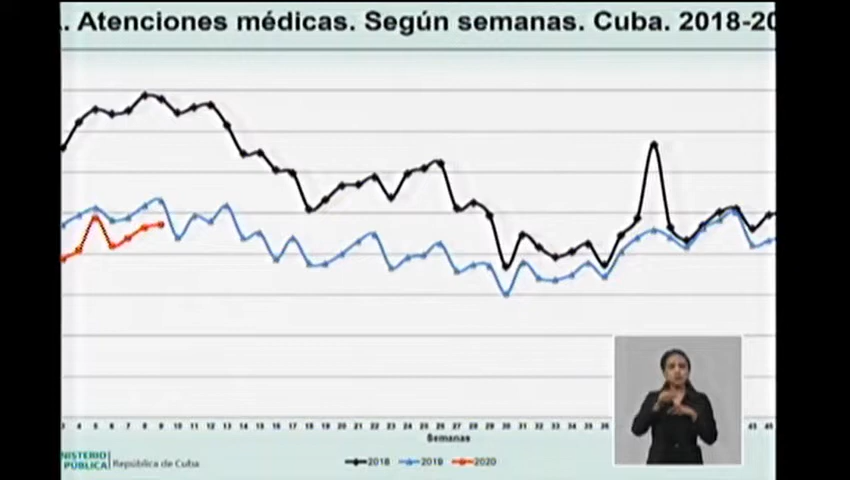 . Atenciones médicas. Según semanas. Cuba. 2018-20
3 4 5 6 7 8 9 10 11 12 13 14 15 16 17 18 19 20 21 22 23 24 25 26 27 28 29 30 31 32 33 34 35 36
Semanas
2018 2019 2020
NISTERIO
PÚBLICA República de Cuba